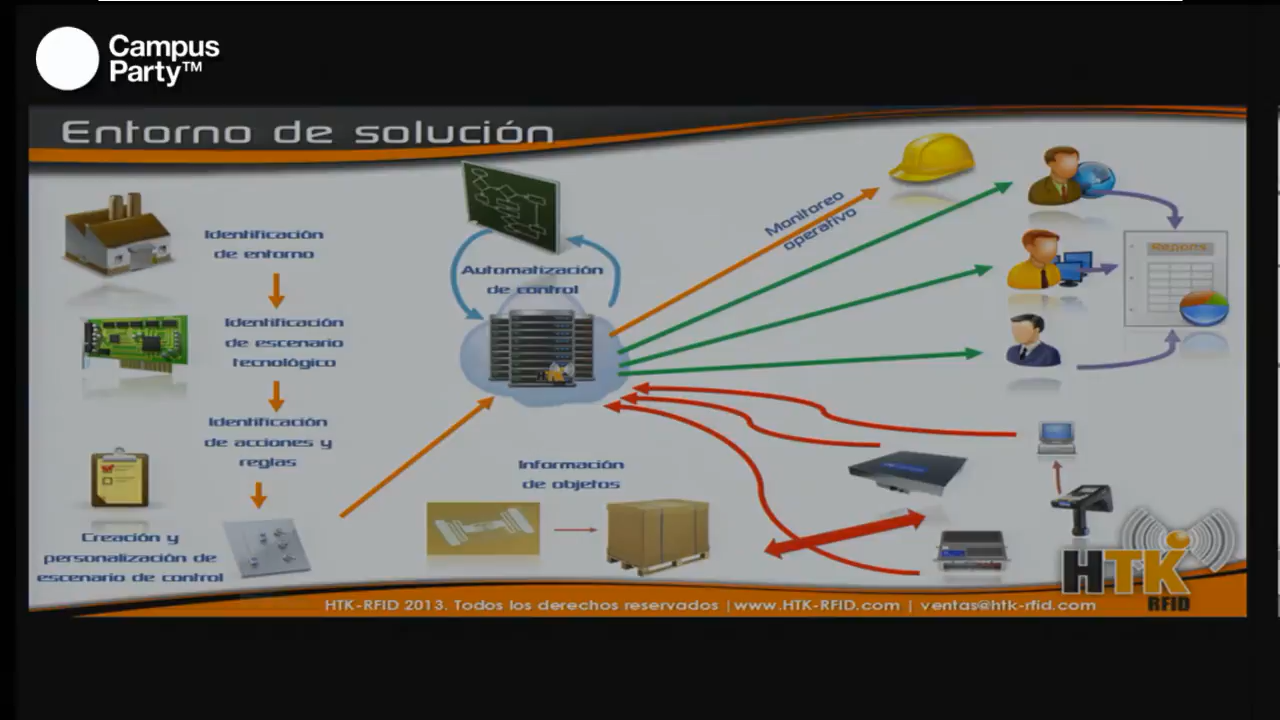 Campus
Party™
Entorno de solución
Identificación
de entorno
Identificación
de escenario
tecnológico
Identificación
de acciones y
reglas
Creación y
personalización de
escenario de control
Automatización
de control
Información
de objetos
Monitoreo
operativo
Reports
HTK
RFID
HTK-RFID 2013. Todos los derechos reservados |www.HTK-RFID.com | ventas@htk-rfid.com